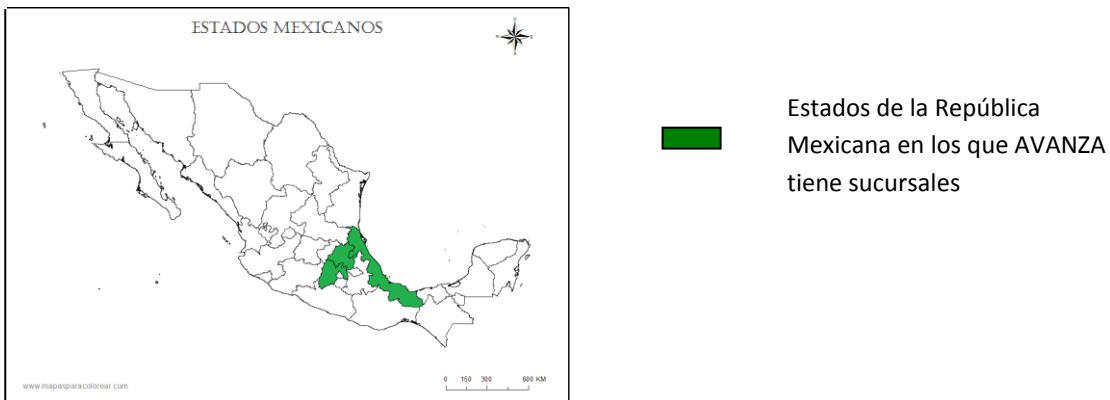 ESTADOS MEXICANOS
Estados de la República
Mexicana en los que AVANZA
tiene sucursales
www.mapasparacolorear.com
0 150 300 600 KM